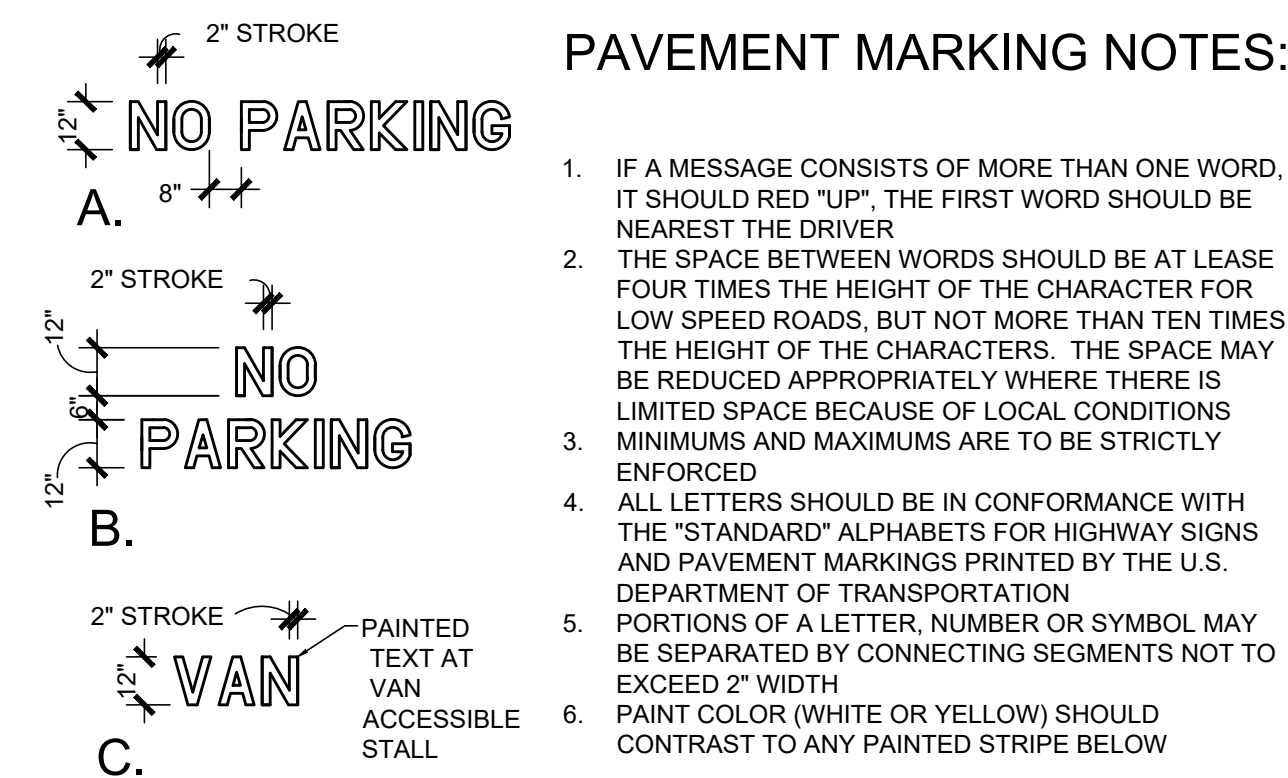 2" STROKE
12"
NO PARKING
8"
A.
2" STROKE
12"
NO
6"
PARKING
12"
B.
2" STROKE
12"
VAN
PAINTED
TEXT AT
VAN
ACCESSIBLE
STALL
C.
PAVEMENT MARKING NOTES:
1. IF A MESSAGE CONSISTS OF MORE THAN ONE WORD,
IT SHOULD RED "UP", THE FIRST WORD SHOULD BE
NEAREST THE DRIVER
2. THE SPACE BETWEEN WORDS SHOULD BE AT LEASE
FOUR TIMES THE HEIGHT OF THE CHARACTER FOR
LOW SPEED ROADS, BUT NOT MORE THAN TEN TIMES
THE HEIGHT OF THE CHARACTERS. THE SPACE MAY
BE REDUCED APPROPRIATELY WHERE THERE IS
LIMITED SPACE BECAUSE OF LOCAL CONDITIONS
3. MINIMUMS AND MAXIMUMS ARE TO BE STRICTLY
ENFORCED
4. ALL LETTERS SHOULD BE IN CONFORMANCE WITH
THE "STANDARD" ALPHABETS FOR HIGHWAY SIGNS
AND PAVEMENT MARKINGS PRINTED BY THE U.S.
DEPARTMENT OF TRANSPORTATION
5. PORTIONS OF A LETTER, NUMBER OR SYMBOL MAY
BE SEPARATED BY CONNECTING SEGMENTS NOT TO
EXCEED 2" WIDTH
6. PAINT COLOR (WHITE OR YELLOW) SHOULD
CONTRAST TO ANY PAINTED STRIPE BELOW